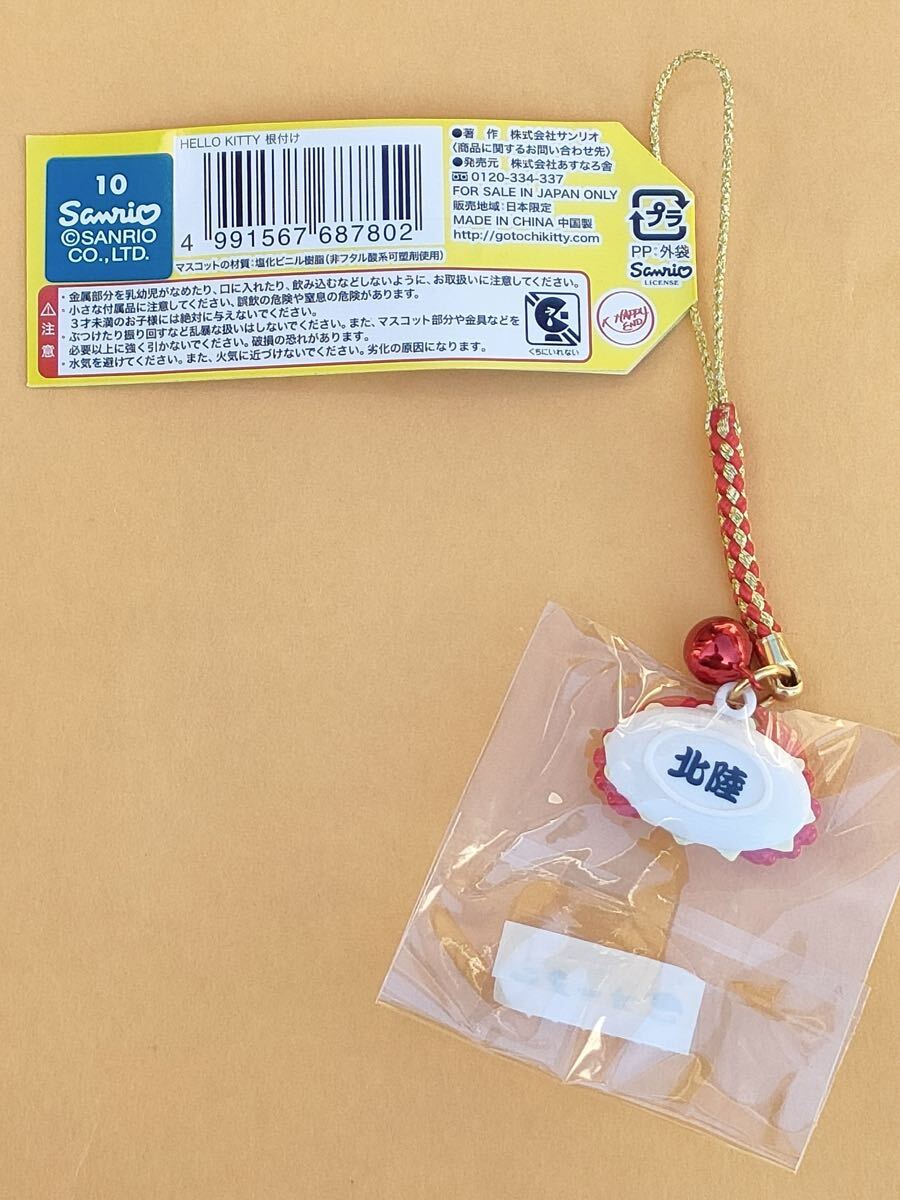 HELLO KITTY 根付け
10
Sanrio
©SANRIO
CO.,LTD.
4 991567 687802
マスコットの材質:塩化ビニル樹脂(非フタル酸系可塑剤使用)
●著 作 株式会社サンリオ
〈商品に関するお問い合わせ先〉
●発売元 株式会社あすなろ舎
0120-334-337
FOR SALE IN JAPAN ONLY
販売地域:日本限定
MADE IN CHINA 中国製
http://gotochikitty.com
プラ
PP:外袋
Sanrio
LICENSE
注意
・金属部分を乳幼児がなめたり、口に入れたり、飲み込むなどしないように、お取扱いに注意してください。
・小さな付属品に注意してください、誤飲の危険や窒息の危険があります。
3才未満のお子様には絶対に与えないでください。
・ぶつけたり振り回すなど乱暴な扱いはしないでください。また、マスコット部分や金具などを
必要以上に強く引かないでください。破損の恐れがあります。
・水気を避けてください。また、火気に近づけないでください。劣化の原因になります。
くちにいれない
HAPPY
END
北陸